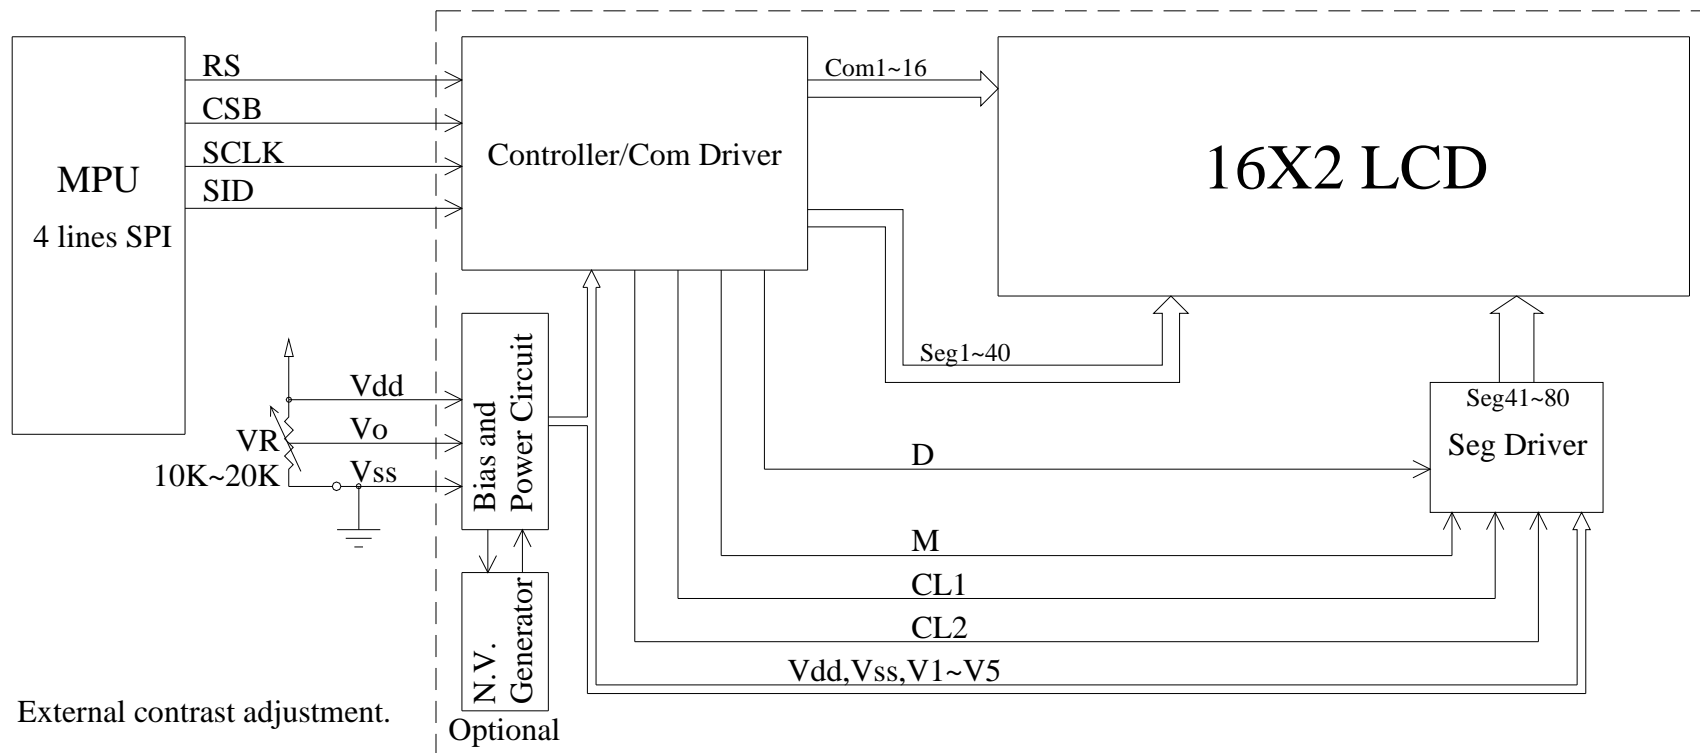 RS
CSB
SCLK
SID
MPU
4 lines SPI
Controller/Com Driver
Com1~16
16X2 LCD
Seg1~40
Vdd
Vo
Vss
VR
10K~20K
Bias and
Power Circuit
Seg41~80
Seg Driver
D
M
CL1
CL2
Vdd,Vss,V1~V5
N.V.
Generator
Optional
External contrast adjustment.